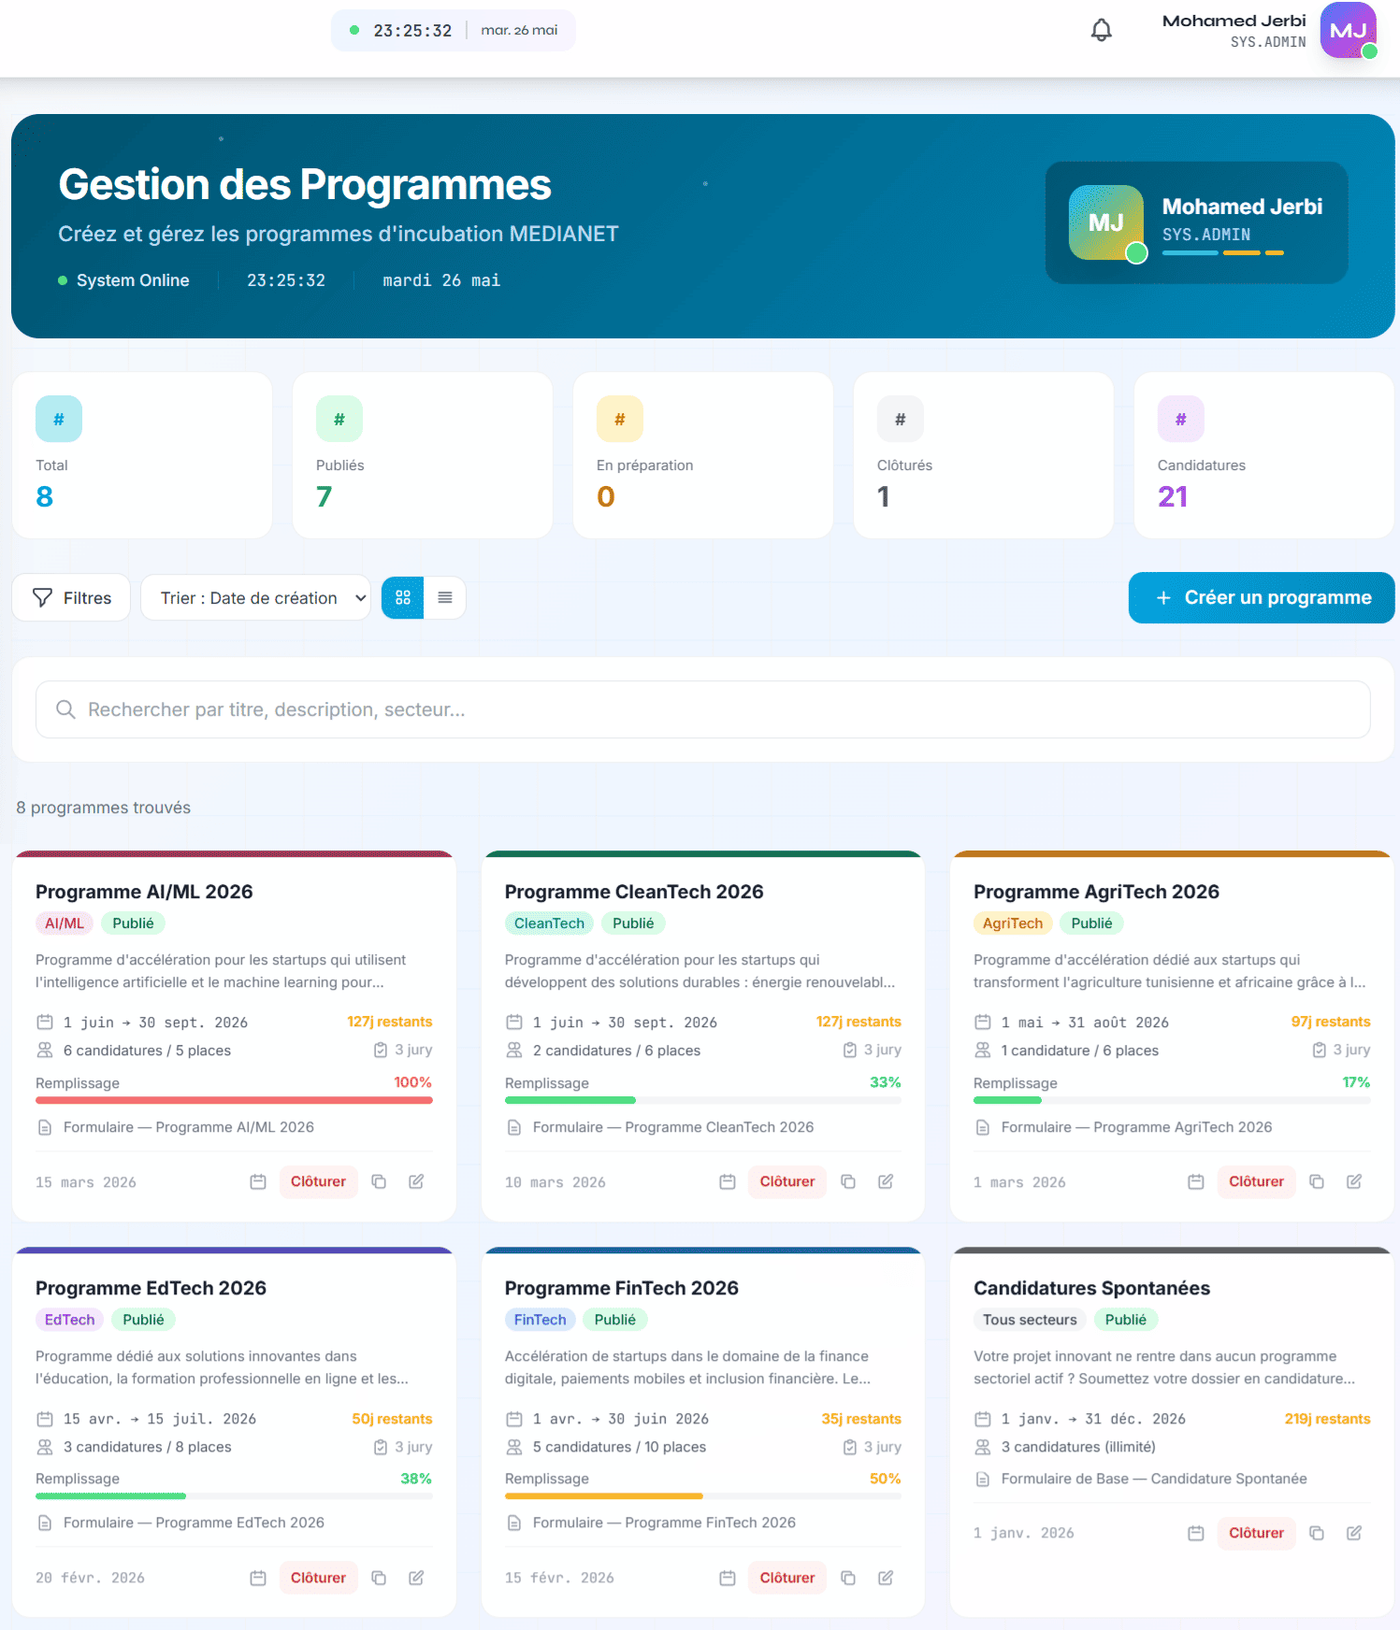 23:25:32 mar. 26 mai
Mohamed Jerbi
SYS.ADMIN
MJ
Gestion des Programmes
Créez et gérez les programmes d'incubation MEDIANET
System Online 23:25:32 mardi 26 mai
MJ
Mohamed Jerbi
SYS.ADMIN
#
Total
8
#
Publiés
7
#
En préparation
0
#
Clôturés
1
#
Candidatures
21
Filtres
Trier : Date de création
+ Créer un programme
Rechercher par titre, description, secteur...
8 programmes trouvés
Programme AI/ML 2026
AI/ML Publié
Programme d'accélération pour les startups qui utilisent
l'intelligence artificielle et le machine learning pour...
1 juin → 30 sept. 2026 127j restants
6 candidatures / 5 places 3 jury
Remplissage 100%
Formulaire — Programme AI/ML 2026
15 mars 2026 Clôturer
Programme CleanTech 2026
CleanTech Publié
Programme d'accélération pour les startups qui
développent des solutions durables : énergie renouvelabl...
1 juin → 30 sept. 2026 127j restants
2 candidatures / 6 places 3 jury
Remplissage 33%
Formulaire — Programme CleanTech 2026
10 mars 2026 Clôturer
Programme AgriTech 2026
AgriTech Publié
Programme d'accélération dédié aux startups qui
transforment l'agriculture tunisienne et africaine grâce à l...
1 mai → 31 août 2026 97j restants
1 candidature / 6 places 3 jury
Remplissage 17%
Formulaire — Programme AgriTech 2026
1 mars 2026 Clôturer
Programme EdTech 2026
EdTech Publié
Programme dédié aux solutions innovantes dans
l'éducation, la formation professionnelle en ligne et les...
15 avr. → 15 juil. 2026 50j restants
3 candidatures / 8 places 3 jury
Remplissage 38%
Formulaire — Programme EdTech 2026
20 févr. 2026 Clôturer
Programme FinTech 2026
FinTech Publié
Accélération de startups dans le domaine de la finance
digitale, paiements mobiles et inclusion financière. Le...
1 avr. → 30 juin 2026 35j restants
5 candidatures / 10 places 3 jury
Remplissage 50%
Formulaire — Programme FinTech 2026
15 févr. 2026 Clôturer
Candidatures Spontanées
Tous secteurs Publié
Votre projet innovant ne rentre dans aucun programme
sectoriel actif ? Soumettez votre dossier en candidature...
1 janv. → 31 déc. 2026 219j restants
3 candidatures (illimité)
Formulaire de Base — Candidature Spontanée
1 janv. 2026 Clôturer